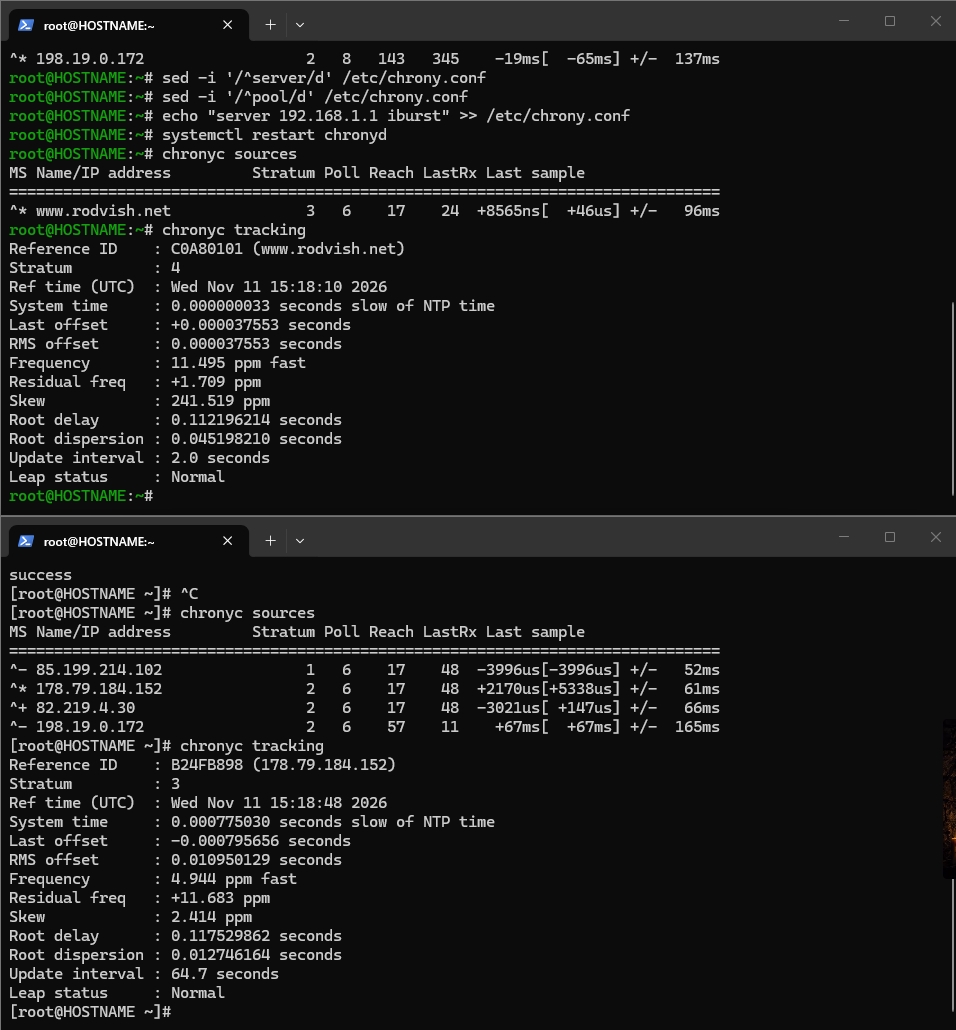 root@HOSTNAME:~
^* 198.19.0.172                  2   8   143   345    -19ms[  -65ms] +/-  137ms
root@HOSTNAME:~# sed -i '/^server/d' /etc/chrony.conf
root@HOSTNAME:~# sed -i '/^pool/d' /etc/chrony.conf
root@HOSTNAME:~# echo "server 192.168.1.1 iburst" >> /etc/chrony.conf
root@HOSTNAME:~# systemctl restart chronyd
root@HOSTNAME:~# chronyc sources
MS Name/IP address         Stratum Poll Reach LastRx Last sample
===============================================================================
^* www.rodvish.net               3   6    17    24  +8565ns[  +46us] +/-   96ms
root@HOSTNAME:~# chronyc tracking
Reference ID    : C0A80101 (www.rodvish.net)
Stratum         : 4
Ref time (UTC)  : Wed Nov 11 15:18:10 2026
System time     : 0.000000033 seconds slow of NTP time
Last offset     : +0.000037553 seconds
RMS offset      : 0.000037553 seconds
Frequency       : 11.495 ppm fast
Residual freq   : +1.709 ppm
Skew            : 241.519 ppm
Root delay      : 0.112196214 seconds
Root dispersion : 0.045198210 seconds
Update interval : 2.0 seconds
Leap status     : Normal
root@HOSTNAME:~#
root@HOSTNAME:~
success
[root@HOSTNAME ~]# ^C
[root@HOSTNAME ~]# chronyc sources
MS Name/IP address         Stratum Poll Reach LastRx Last sample
===============================================================================
^- 85.199.214.102                1   6    17    48  -3996us[-3996us] +/-   52ms
^* 178.79.184.152                2   6    17    48  +2170us[+5338us] +/-   61ms
^+ 82.219.4.30                   2   6    17    48  -3021us[ +147us] +/-   66ms
^- 198.19.0.172                  2   6    57    11    +67ms[  +67ms] +/-  165ms
[root@HOSTNAME ~]# chronyc tracking
Reference ID    : B24FB898 (178.79.184.152)
Stratum         : 3
Ref time (UTC)  : Wed Nov 11 15:18:48 2026
System time     : 0.000775030 seconds slow of NTP time
Last offset     : -0.000795656 seconds
RMS offset      : 0.010950129 seconds
Frequency       : 4.944 ppm fast
Residual freq   : +11.683 ppm
Skew            : 2.414 ppm
Root delay      : 0.117529862 seconds
Root dispersion : 0.012746164 seconds
Update interval : 64.7 seconds
Leap status     : Normal
[root@HOSTNAME ~]#